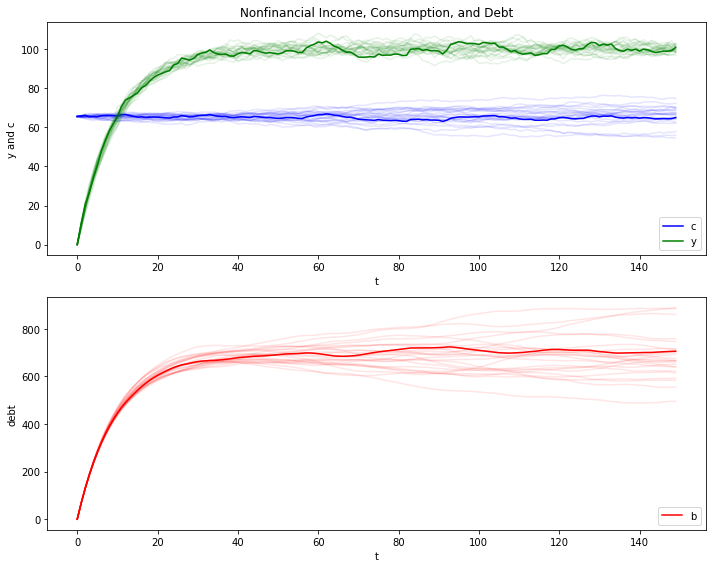 Nonfinancial Income, Consumption, and Debt
y and c
100
80
60
40
20
0
c
y
0 20 40 60 80 100 120 140
t
debt
800
600
400
200
0
b
0 20 40 60 80 100 120 140
t